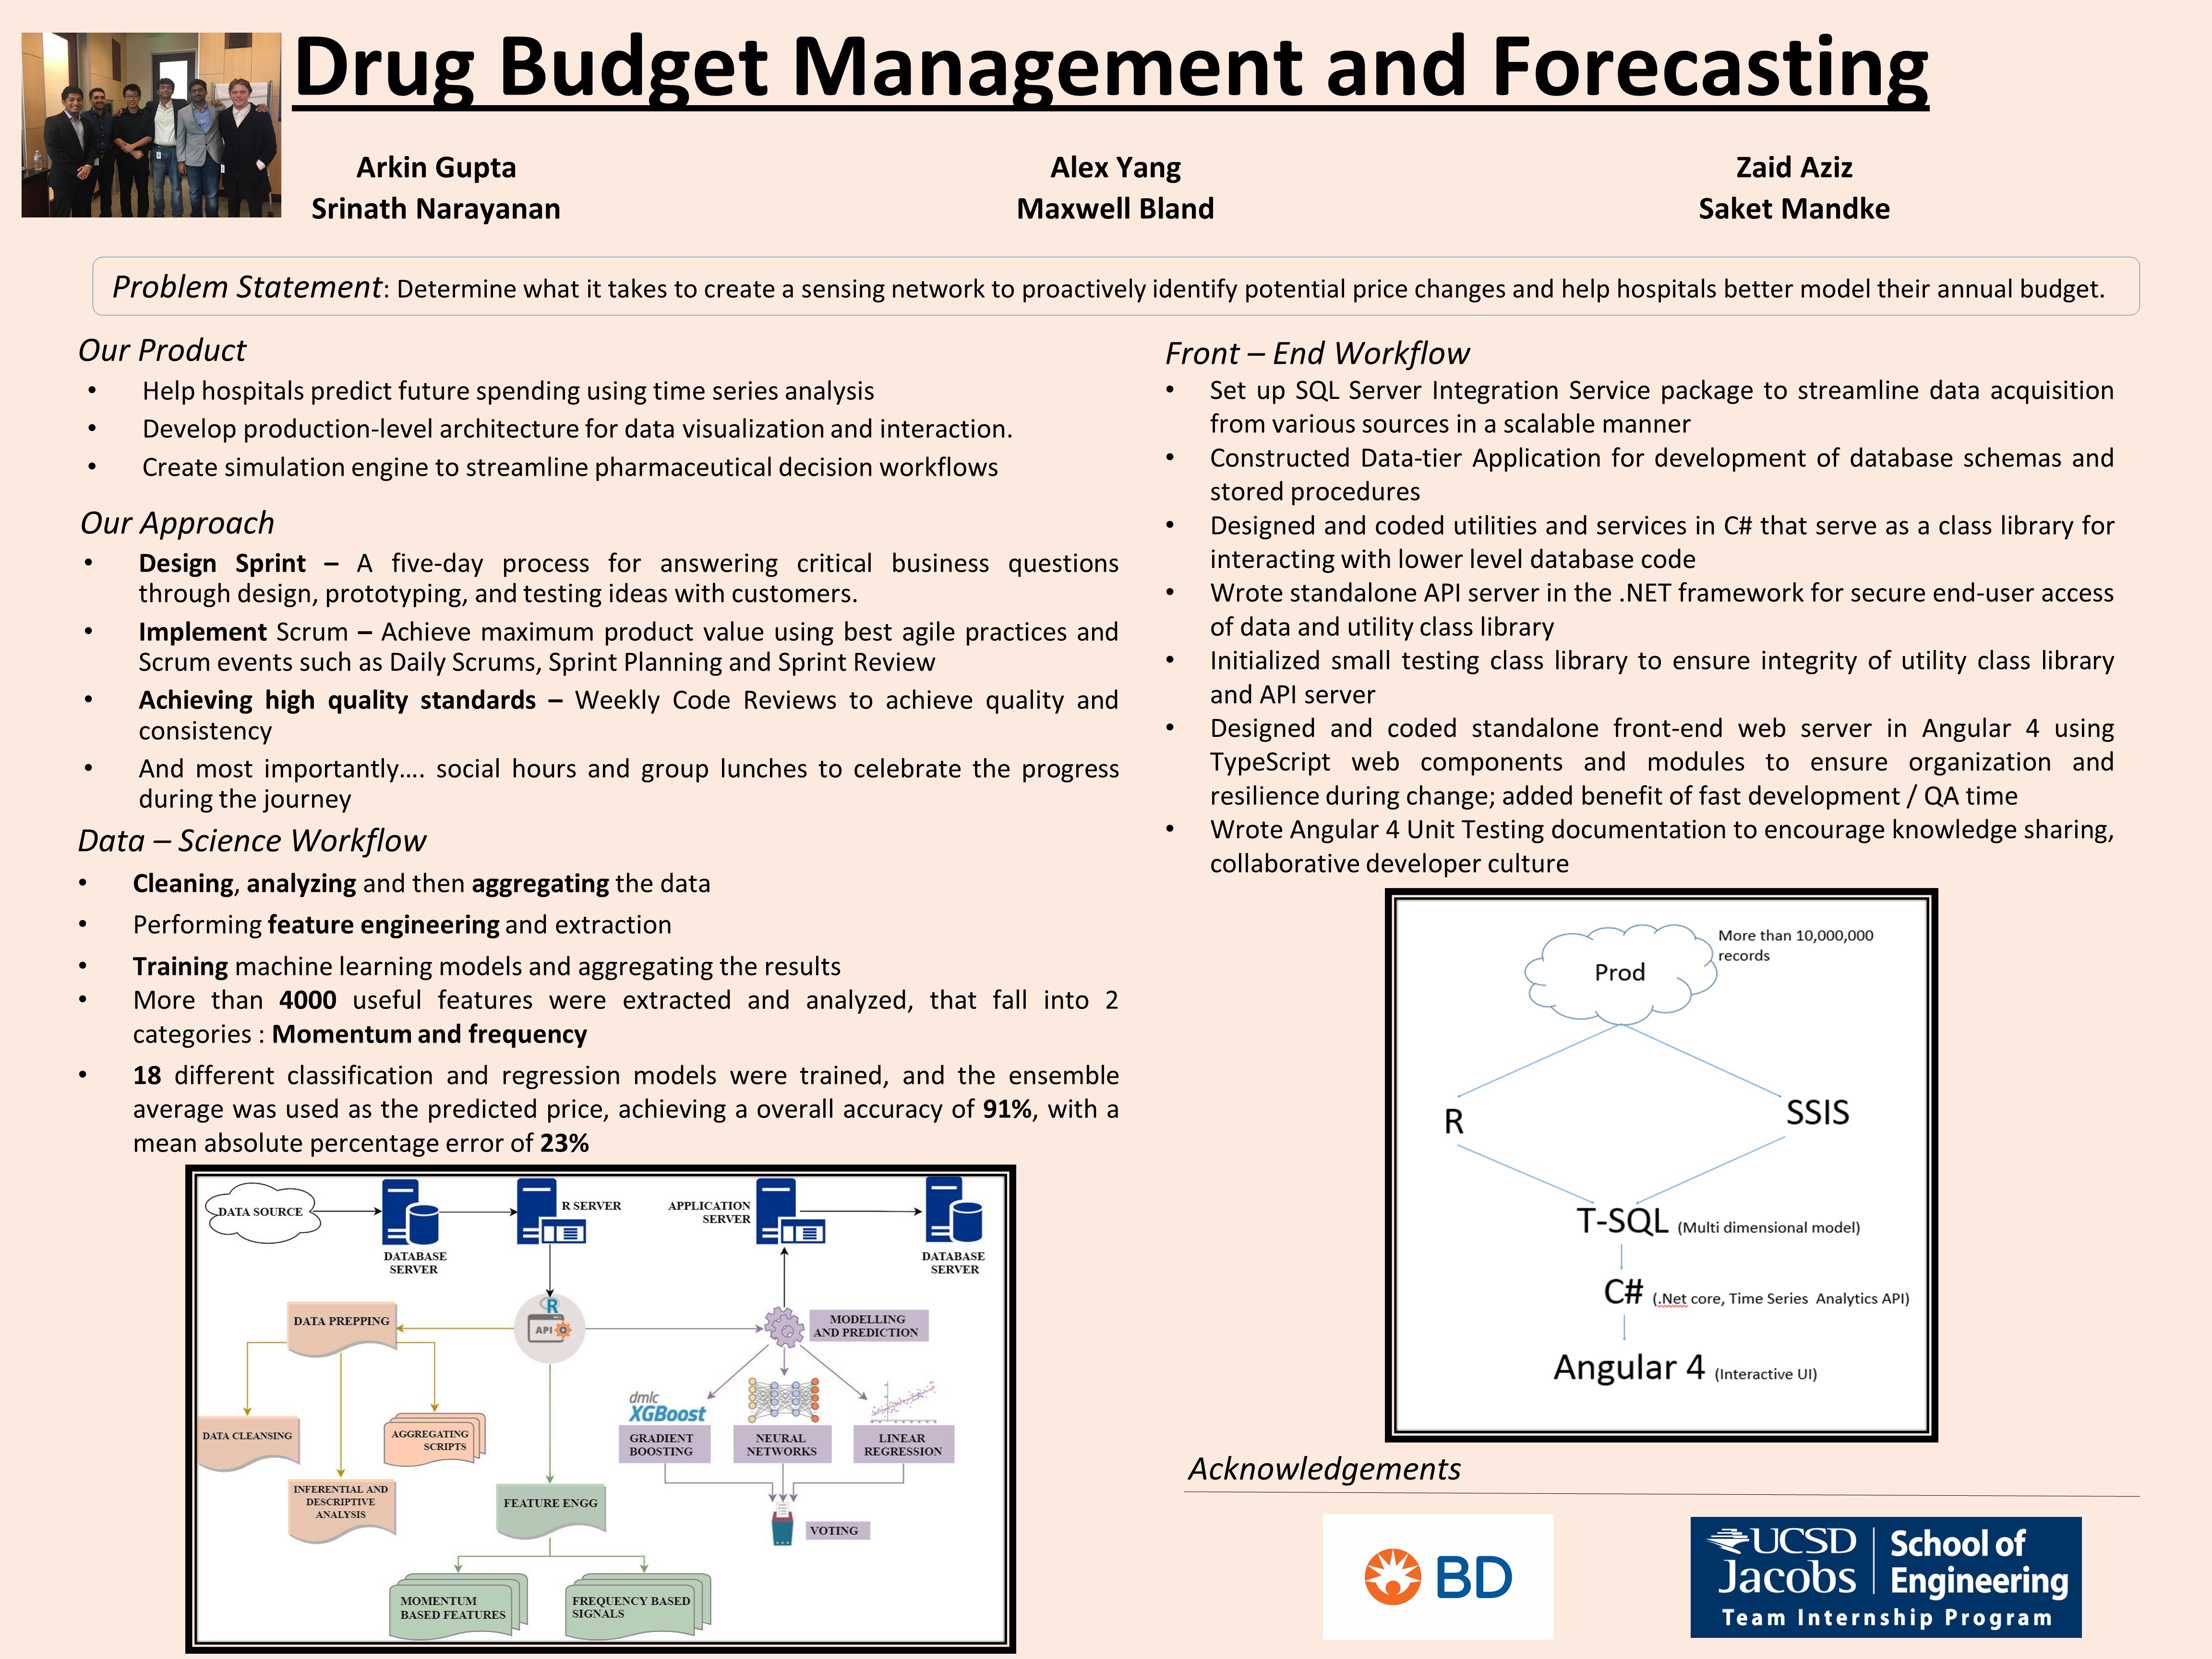 Drug Budget Management and Forecasting
Arkin Gupta
Srinath Narayanan
Alex Yang
Maxwell Bland
Zaid Aziz
Saket Mandke
Problem Statement: Determine what it takes to create a sensing network to proactively identify potential price changes and help hospitals better model their annual budget.
Our Product
• Help hospitals predict future spending using time series analysis
• Develop production-level architecture for data visualization and interaction.
• Create simulation engine to streamline pharmaceutical decision workflows
Our Approach
• Design Sprint – A five-day process for answering critical business questions
through design, prototyping, and testing ideas with customers.
• Implement Scrum – Achieve maximum product value using best agile practices and
Scrum events such as Daily Scrums, Sprint Planning and Sprint Review
• Achieving high quality standards – Weekly Code Reviews to achieve quality and
consistency
• And most importantly…. social hours and group lunches to celebrate the progress
during the journey
Data – Science Workflow
• Cleaning, analyzing and then aggregating the data
• Performing feature engineering and extraction
• Training machine learning models and aggregating the results
• More than 4000 useful features were extracted and analyzed, that fall into 2
categories : Momentum and frequency
• 18 different classification and regression models were trained, and the ensemble
average was used as the predicted price, achieving a overall accuracy of 91%, with a
mean absolute percentage error of 23%
DATA SOURCE
DATABASE
SERVER
R SERVER
APPLICATION
SERVER
DATABASE
SERVER
DATA PREPPING
R
API
MODELLING
AND PREDICTION
DATA CLEANSING
AGGREGATING
SCRIPTS
INFERENTIAL AND
DESCRIPTIVE
ANALYSIS
dmlc
XGBoost
GRADIENT
BOOSTING
NEURAL
NETWORKS
LINEAR
REGRESSION
FEATURE ENGG
VOTING
MOMENTUM
BASED FEATURES
FREQUENCY BASED
SIGNALS
Front – End Workflow
• Set up SQL Server Integration Service package to streamline data acquisition
from various sources in a scalable manner
• Constructed Data-tier Application for development of database schemas and
stored procedures
• Designed and coded utilities and services in C# that serve as a class library for
interacting with lower level database code
• Wrote standalone API server in the .NET framework for secure end-user access
of data and utility class library
• Initialized small testing class library to ensure integrity of utility class library
and API server
• Designed and coded standalone front-end web server in Angular 4 using
TypeScript web components and modules to ensure organization and
resilience during change; added benefit of fast development / QA time
• Wrote Angular 4 Unit Testing documentation to encourage knowledge sharing,
collaborative developer culture
Prod
More than 10,000,000
records
R
SSIS
T-SQL (Multi dimensional model)
C# (.Net core, Time Series Analytics API)
Angular 4 (Interactive UI)
Acknowledgements
BD
UCSD
Jacobs
School of
Engineering
Team Internship Program